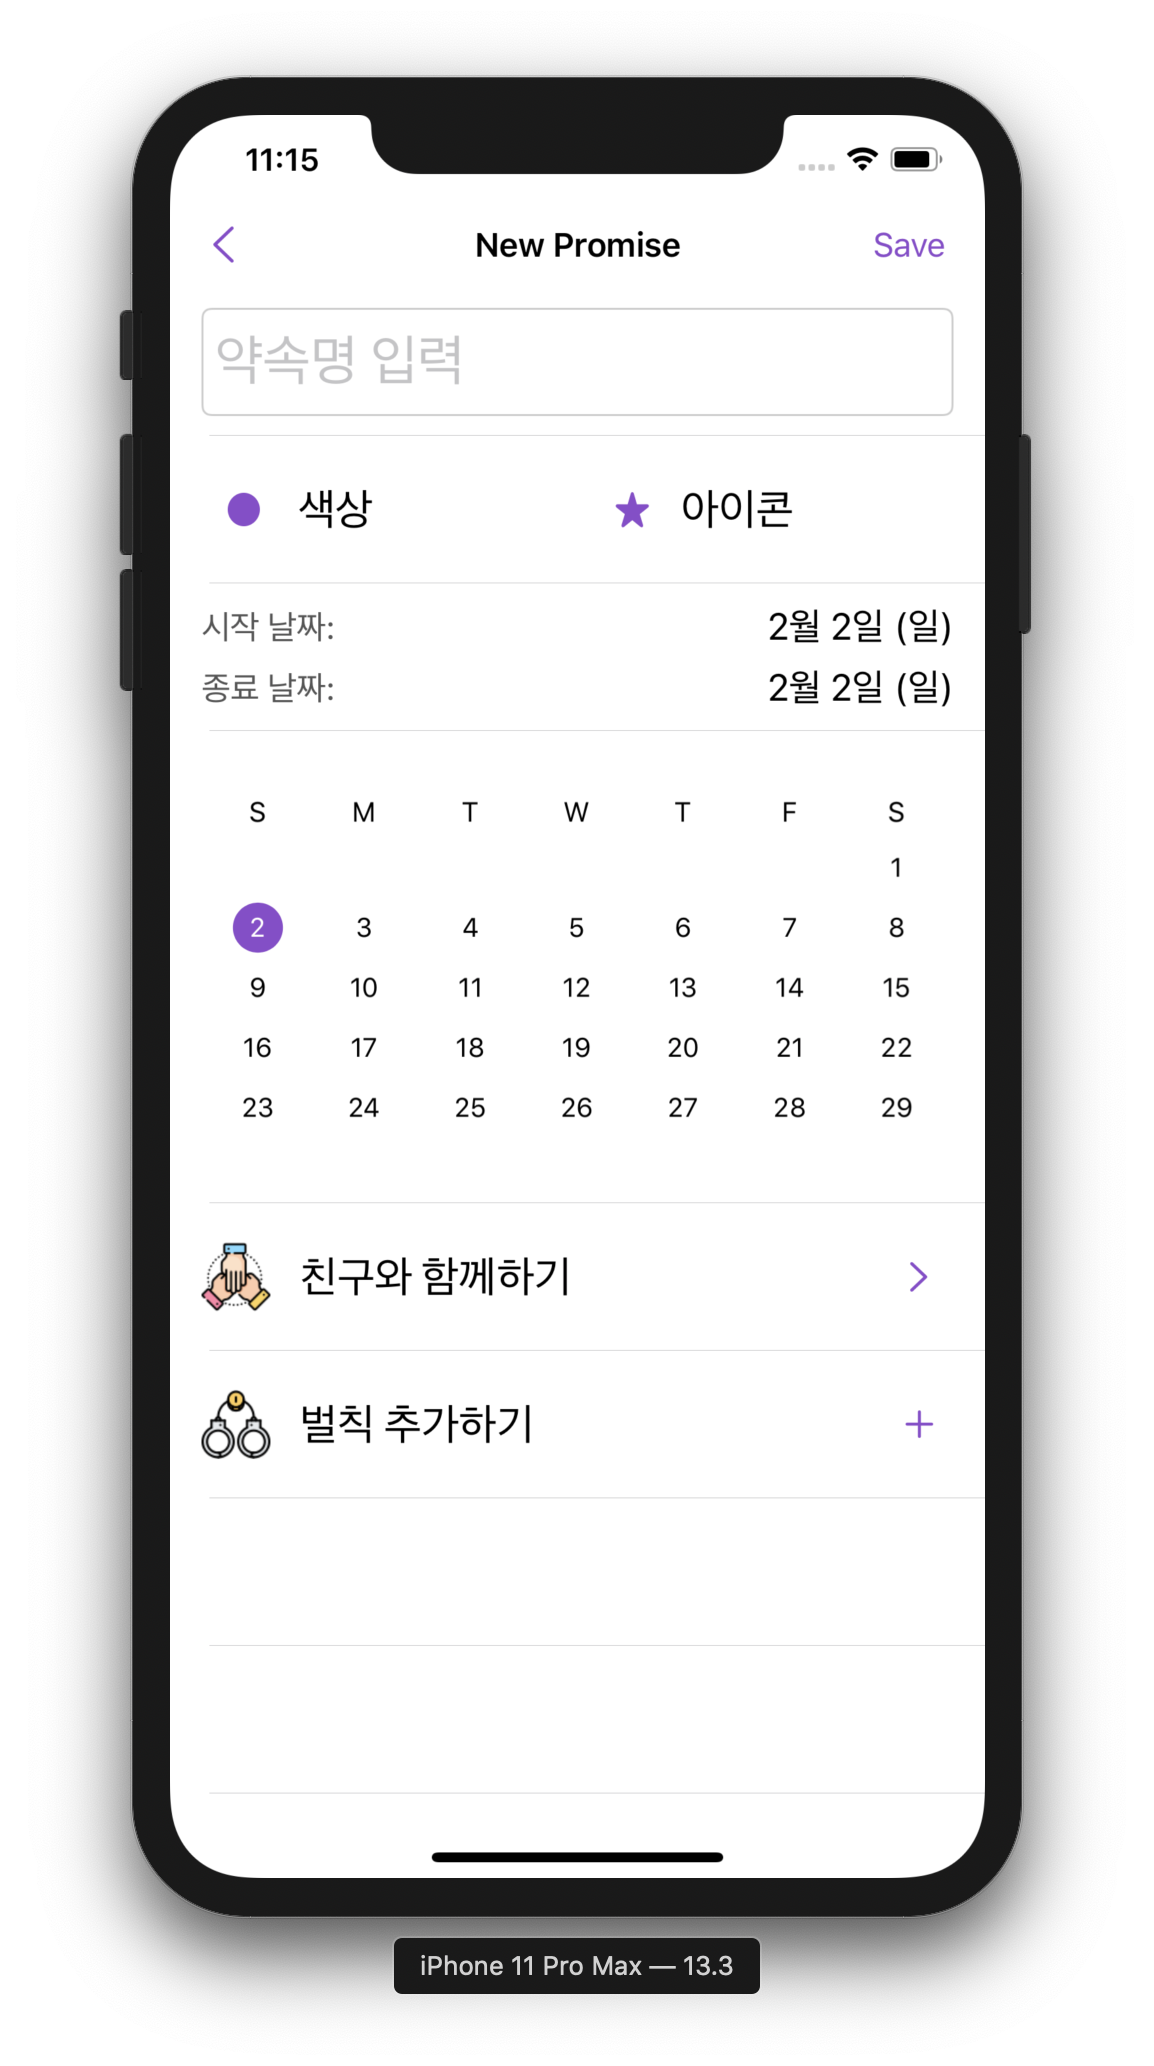 11:15
New Promise Save
약속명 입력
색상 아이콘
시작 날짜: 2월 2일 (일)
종료 날짜: 2월 2일 (일)
S M T W T F S
1
2 3 4 5 6 7 8
9 10 11 12 13 14 15
16 17 18 19 20 21 22
23 24 25 26 27 28 29
친구와 함께하기
벌칙 추가하기
iPhone 11 Pro Max — 13.3